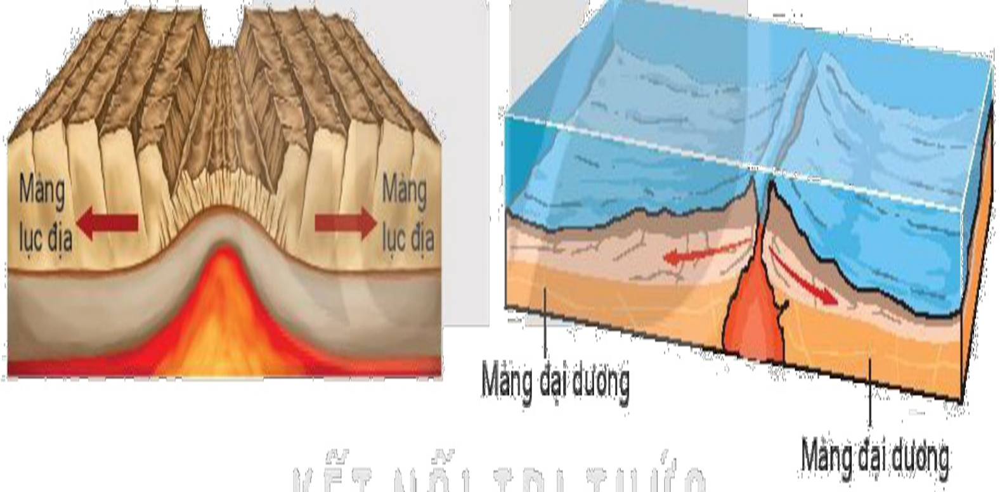 Mảng
lục địa
Mảng
lục địa
Mảng đại dương
Mảng đại dương
KẾT NỐI TRI THỨC